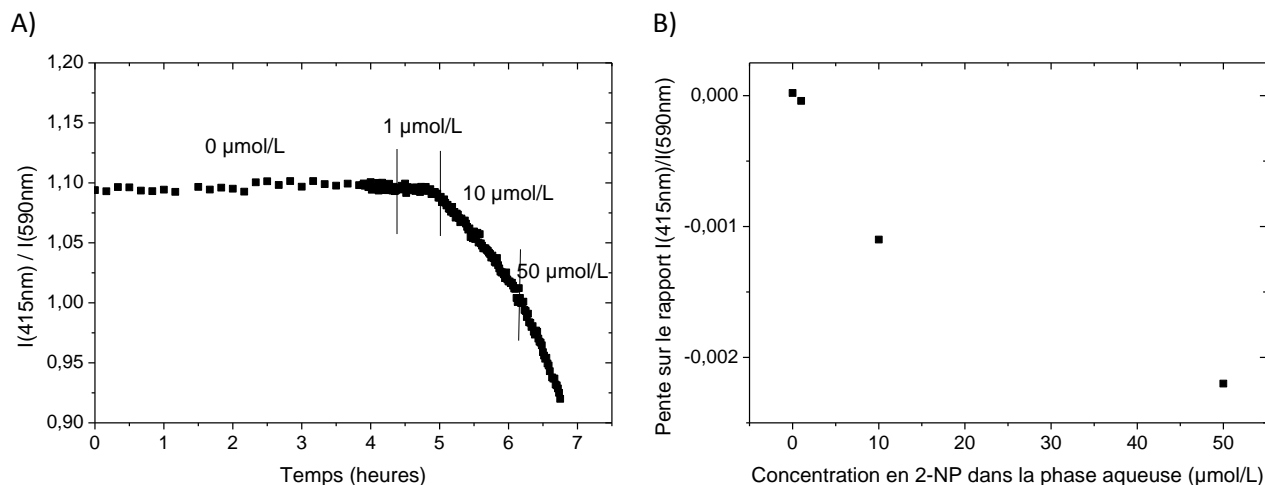 A)
B)
1,20
1,15
1,10
1,05
1,00
0,95
0,90
I(415nm) / I(590nm)
0 µmol/L
1 µmol/L
10 µmol/L
50 µmol/L
0 1 2 3 4 5 6 7
Temps (heures)
0,000
-0,001
-0,002
Pente sur le rapport I(415nm)/I(590nm)
0 10 20 30 40 50
Concentration en 2-NP dans la phase aqueuse (µmol/L)